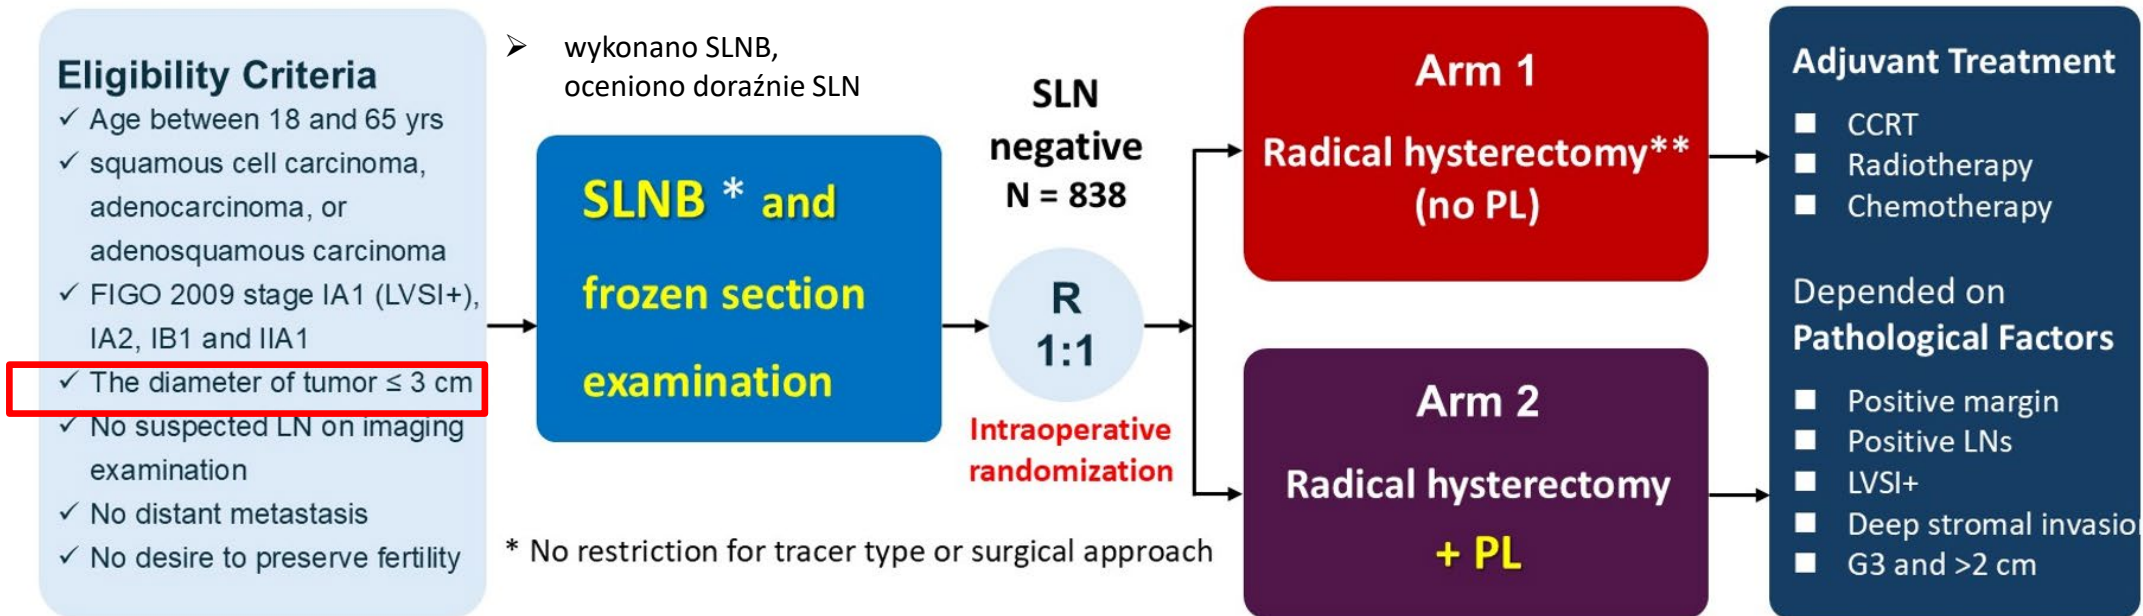 Eligibility Criteria
✓ Age between 18 and 65 yrs
✓ squamous cell carcinoma,
adenocarcinoma, or
adenosquamous carcinoma
✓ FIGO 2009 stage IA1 (LVSI+),
IA2, IB1 and IIA1
✓ The diameter of tumor ≤ 3 cm
✓ No suspected LN on imaging
examination
✓ No distant metastasis
✓ No desire to preserve fertility
➢ wykonano SLNB,
oceniono doraźnie SLN
SLNB * and
frozen section
examination
* No restriction for tracer type or surgical approach
SLN
negative
N = 838
R
1:1
Intraoperative
randomization
Arm 1
Radical hysterectomy**
(no PL)
Arm 2
Radical hysterectomy
+ PL
Adjuvant Treatment
■ CCRT
■ Radiotherapy
■ Chemotherapy
Depended on
Pathological Factors
■ Positive margin
■ Positive LNs
■ LVSI+
■ Deep stromal invasion
■ G3 and >2 cm